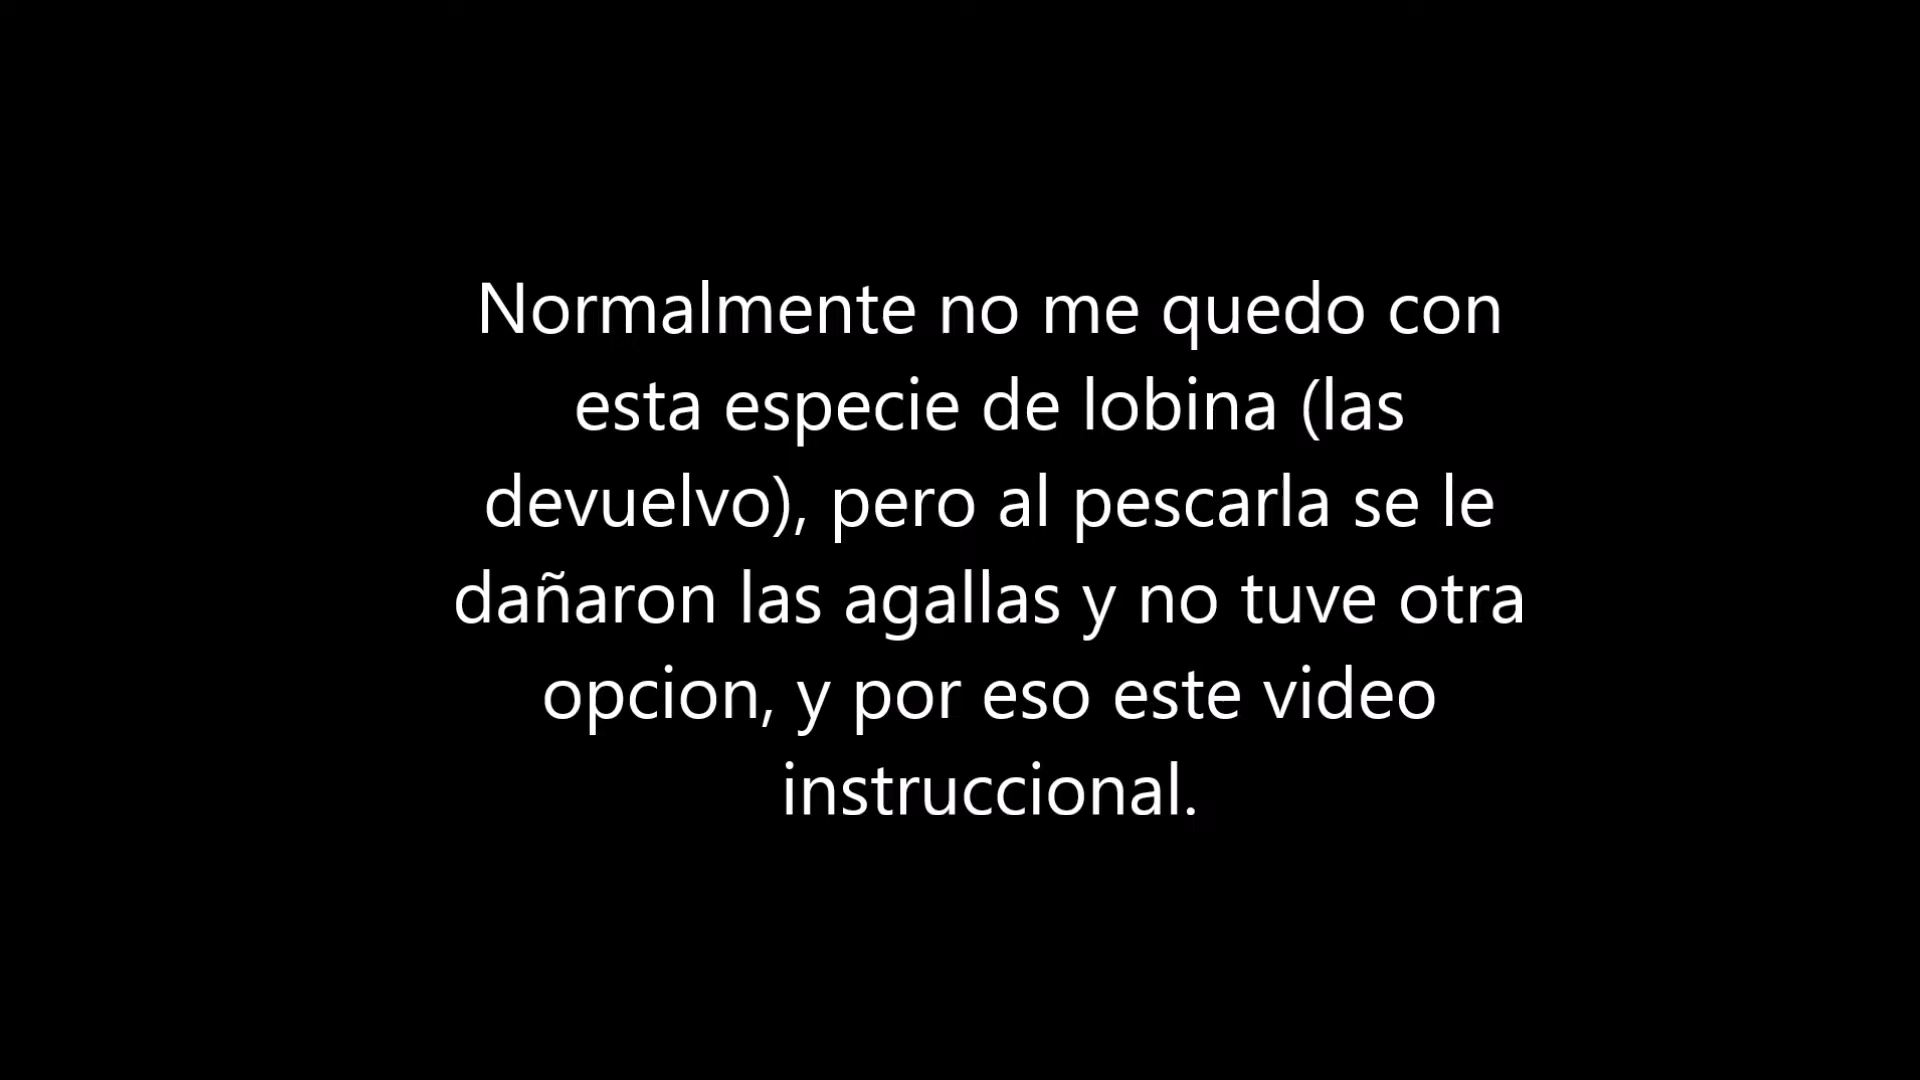 Normalmente no me quedo con
esta especie de lobina (las
devuelvo), pero al pescarla se le
dañaron las agallas y no tuve otra
opcion, y por eso este video
instruccional.